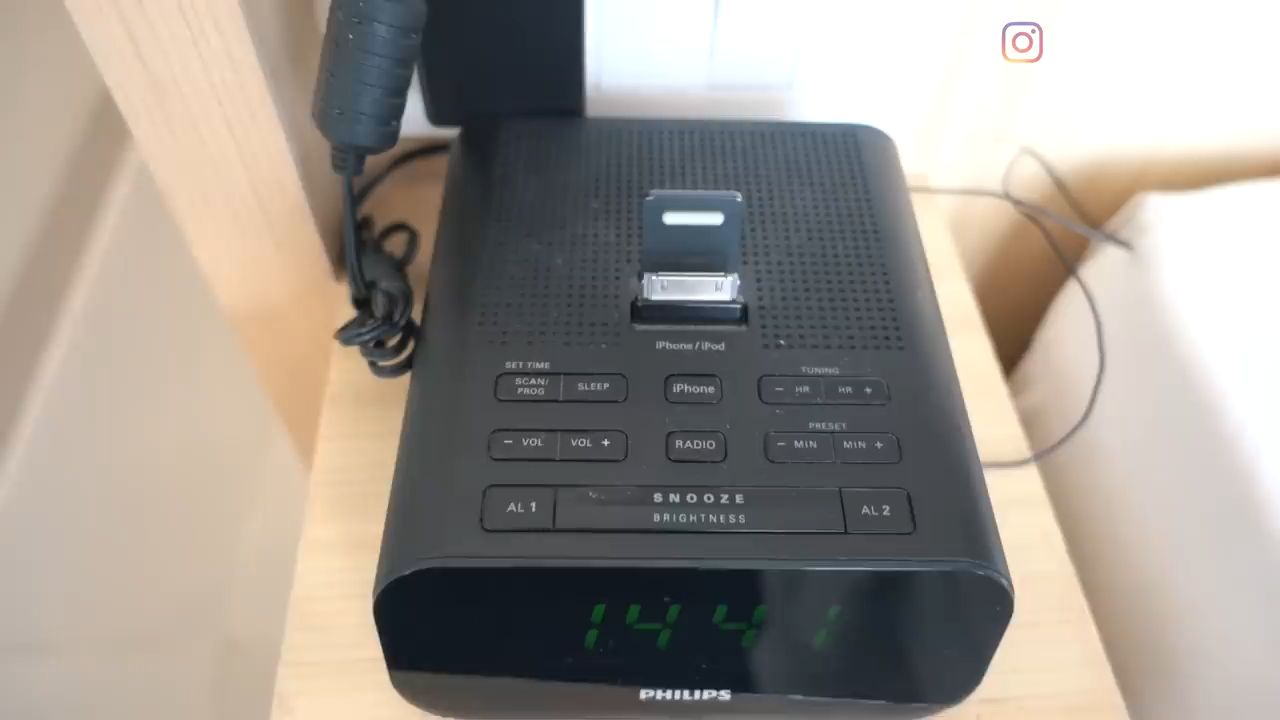 iPhone/iPod
SET TIME
SCAN/
PROG
SLEEP
iPhone
TUNING
− HR
HR +
− VOL
VOL +
RADIO
PRESET
− MIN
MIN +
AL 1
SNOOZE
BRIGHTNESS
AL 2
14 41
PHILIPS